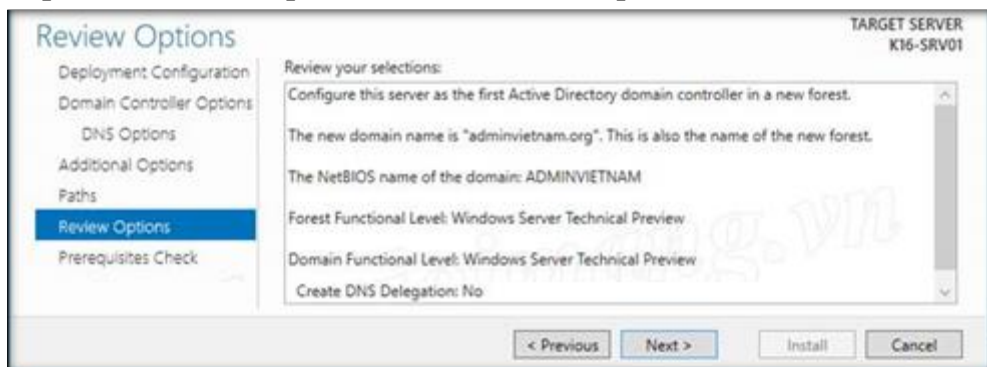 Review Options
TARGET SERVER
K16-SRV01
Deployment Configuration
Domain Controller Options
DNS Options
Additional Options
Paths
Review Options
Prerequisites Check
Review your selections:
Configure this server as the first Active Directory domain controller in a new forest.
The new domain name is "adminvietnam.org". This is also the name of the new forest.
The NetBIOS name of the domain: ADMINVIETNAM
Forest Functional Level: Windows Server Technical Preview
Domain Functional Level: Windows Server Technical Preview
Create DNS Delegation: No
< Previous
Next >
Install
Cancel